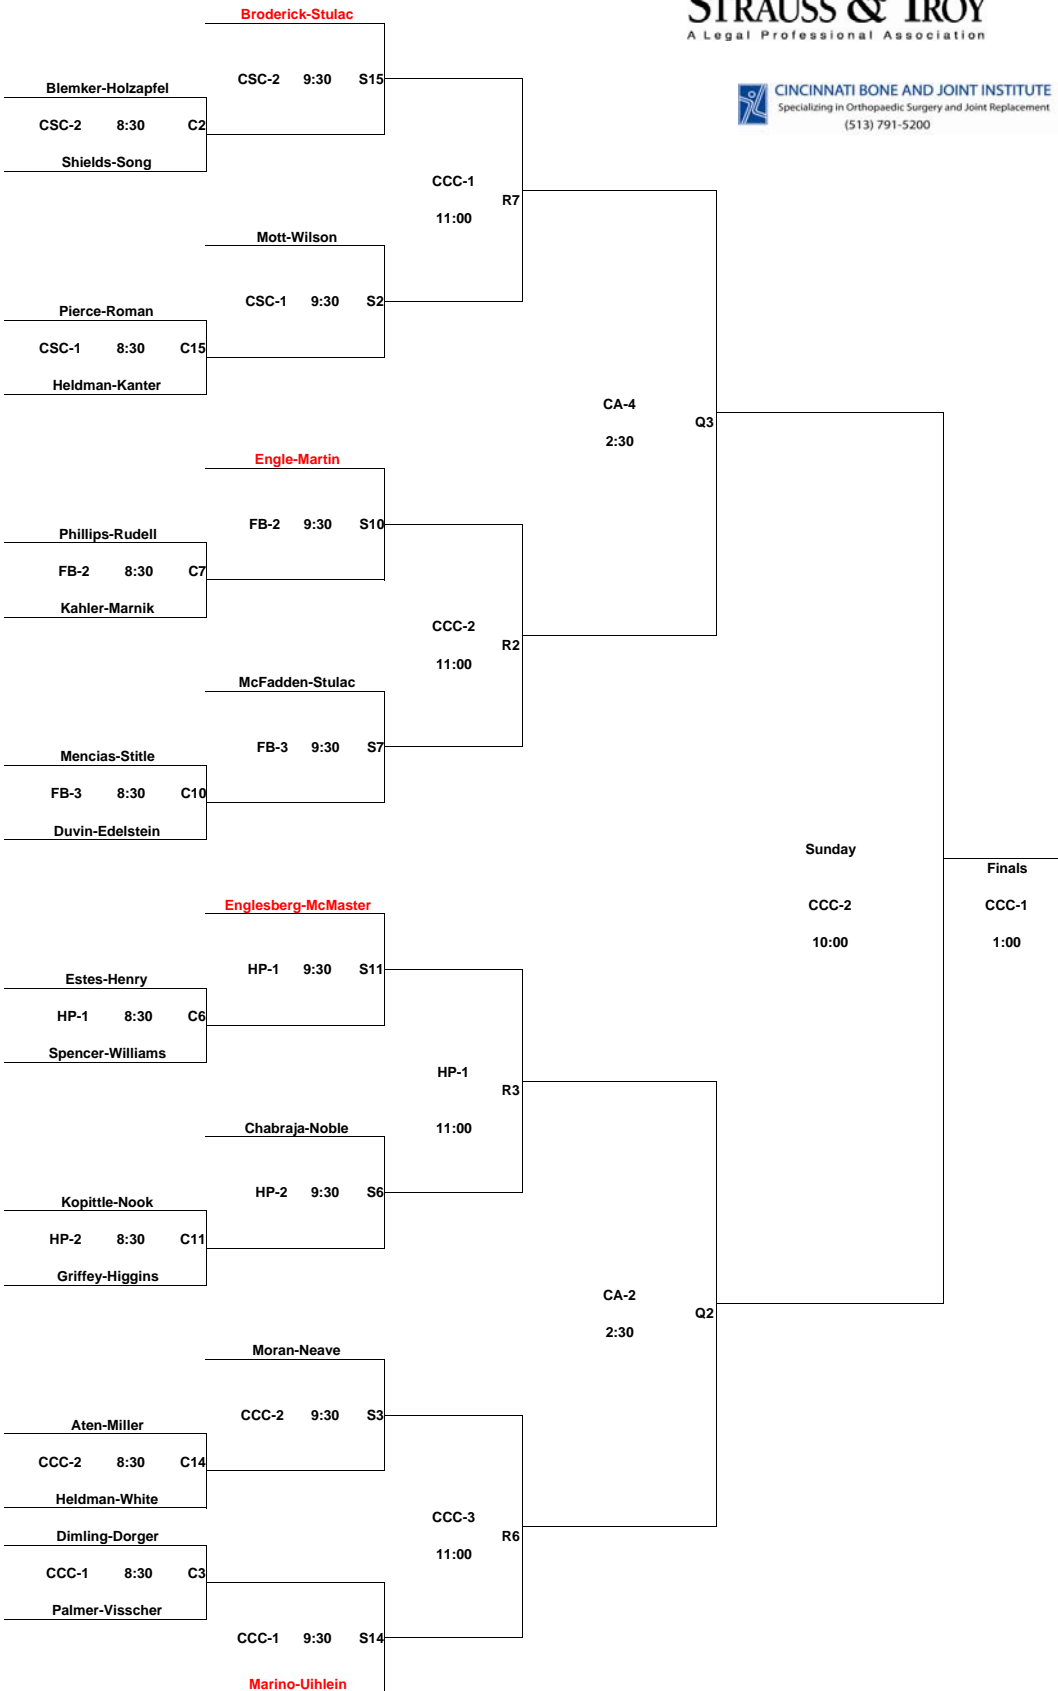 Broderick-Stulac
STRAUSS & TROY
A Legal Professional Association
CSC-2 9:30 S15
Blemker-Holzapfel
CINCINNATI BONE AND JOINT INSTITUTE
Specializing in Orthopaedic Surgery and Joint Replacement
(513) 791-5200
CSC-2 8:30 C2
Shields-Song
CCC-1
R7
11:00
Mott-Wilson
CSC-1 9:30 S2
Pierce-Roman
CSC-1 8:30 C15
Heldman-Kanter
CA-4
Q3
2:30
Engle-Martin
FB-2 9:30 S10
Phillips-Rudell
FB-2 8:30 C7
Kahler-Marnik
CCC-2
R2
11:00
McFadden-Stulac
FB-3 9:30 S7
Mencias-Stitle
FB-3 8:30 C10
Duvin-Edelstein
Sunday
Finals
CCC-2 CCC-1
10:00 1:00
Englesberg-McMaster
HP-1 9:30 S11
Estes-Henry
HP-1 8:30 C6
Spencer-Williams
HP-1
R3
11:00
Chabraja-Noble
HP-2 9:30 S6
Kopittle-Nook
HP-2 8:30 C11
Griffey-Higgins
CA-2
Q2
2:30
Moran-Neave
CCC-2 9:30 S3
Aten-Miller
CCC-2 8:30 C14
Heldman-White
CCC-3
R6
11:00
Dimling-Dorger
CCC-1 8:30 C3
Palmer-Visscher
CCC-1 9:30 S14
Marino-Uihlein